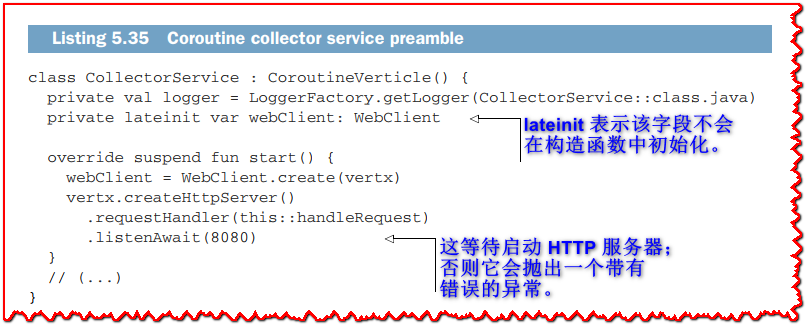 Listing 5.35 Coroutine collector service preamble
class CollectorService : CoroutineVerticle() {
private val logger = LoggerFactory.getLogger(CollectorService::class.java)
private lateinit var webClient: WebClient
lateinit 表示该字段不会
在构造函数中初始化。
override suspend fun start() {
webClient = WebClient.create(vertx)
vertx.createHttpServer()
.requestHandler(this::handleRequest)
.listenAwait(8080)
这等待启动 HTTP 服务器；
否则它会抛出一个带有
错误的异常。
}
// (...)
}